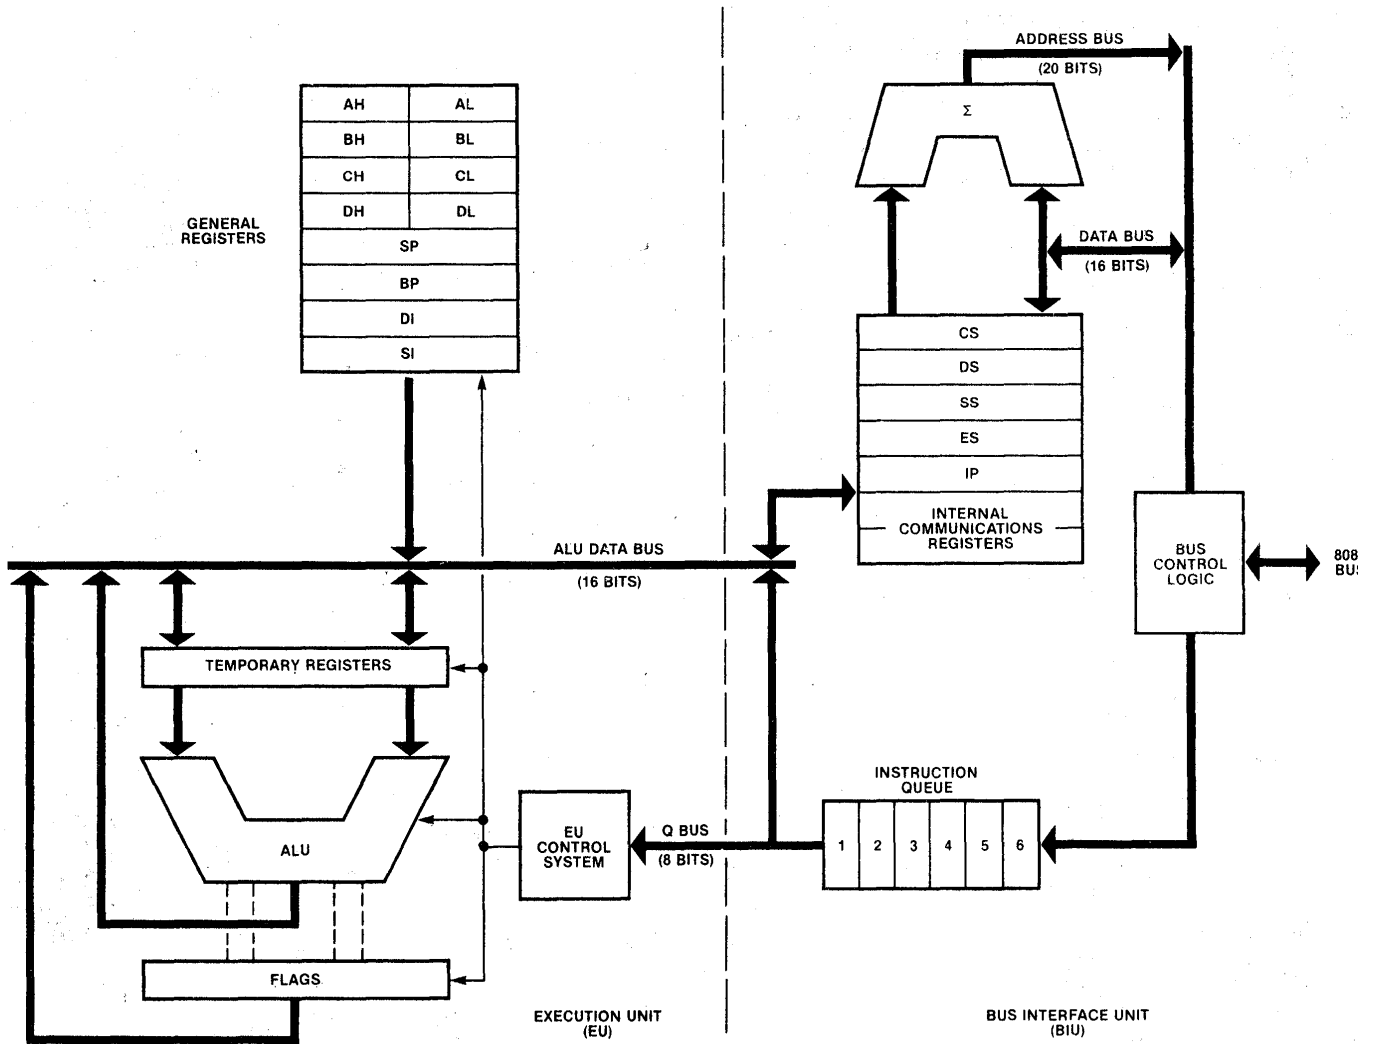 ADDRESS BUS
(20 BITS)
Σ
AH AL
BH BL
CH CL
DH DL
SP
BP
DI
SI
GENERAL
REGISTERS
DATA BUS
(16 BITS)
CS
DS
SS
ES
IP
INTERNAL
COMMUNICATIONS
REGISTERS
ALU DATA BUS
(16 BITS)
BUS
CONTROL
LOGIC
808
BU
TEMPORARY REGISTERS
ALU
EU
CONTROL
SYSTEM
Q BUS
(8 BITS)
INSTRUCTION
QUEUE
1 2 3 4 5 6
FLAGS
EXECUTION UNIT
(EU)
BUS INTERFACE UNIT
(BIU)